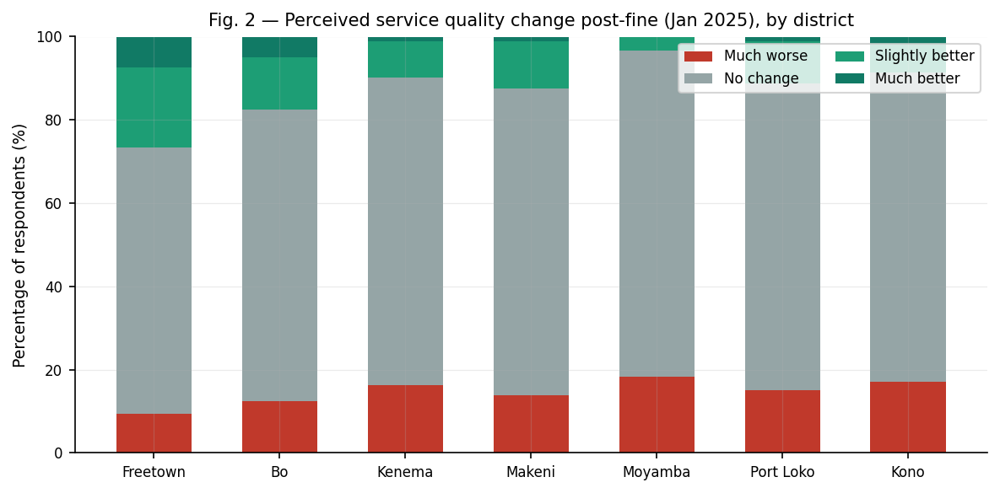 Fig. 2 — Perceived service quality change post-fine (Jan 2025), by district
Percentage of respondents (%)
100
80
60
40
20
0
Much worse
No change
Slightly better
Much better
Freetown
Bo
Kenema
Makeni
Moyamba
Port Loko
Kono